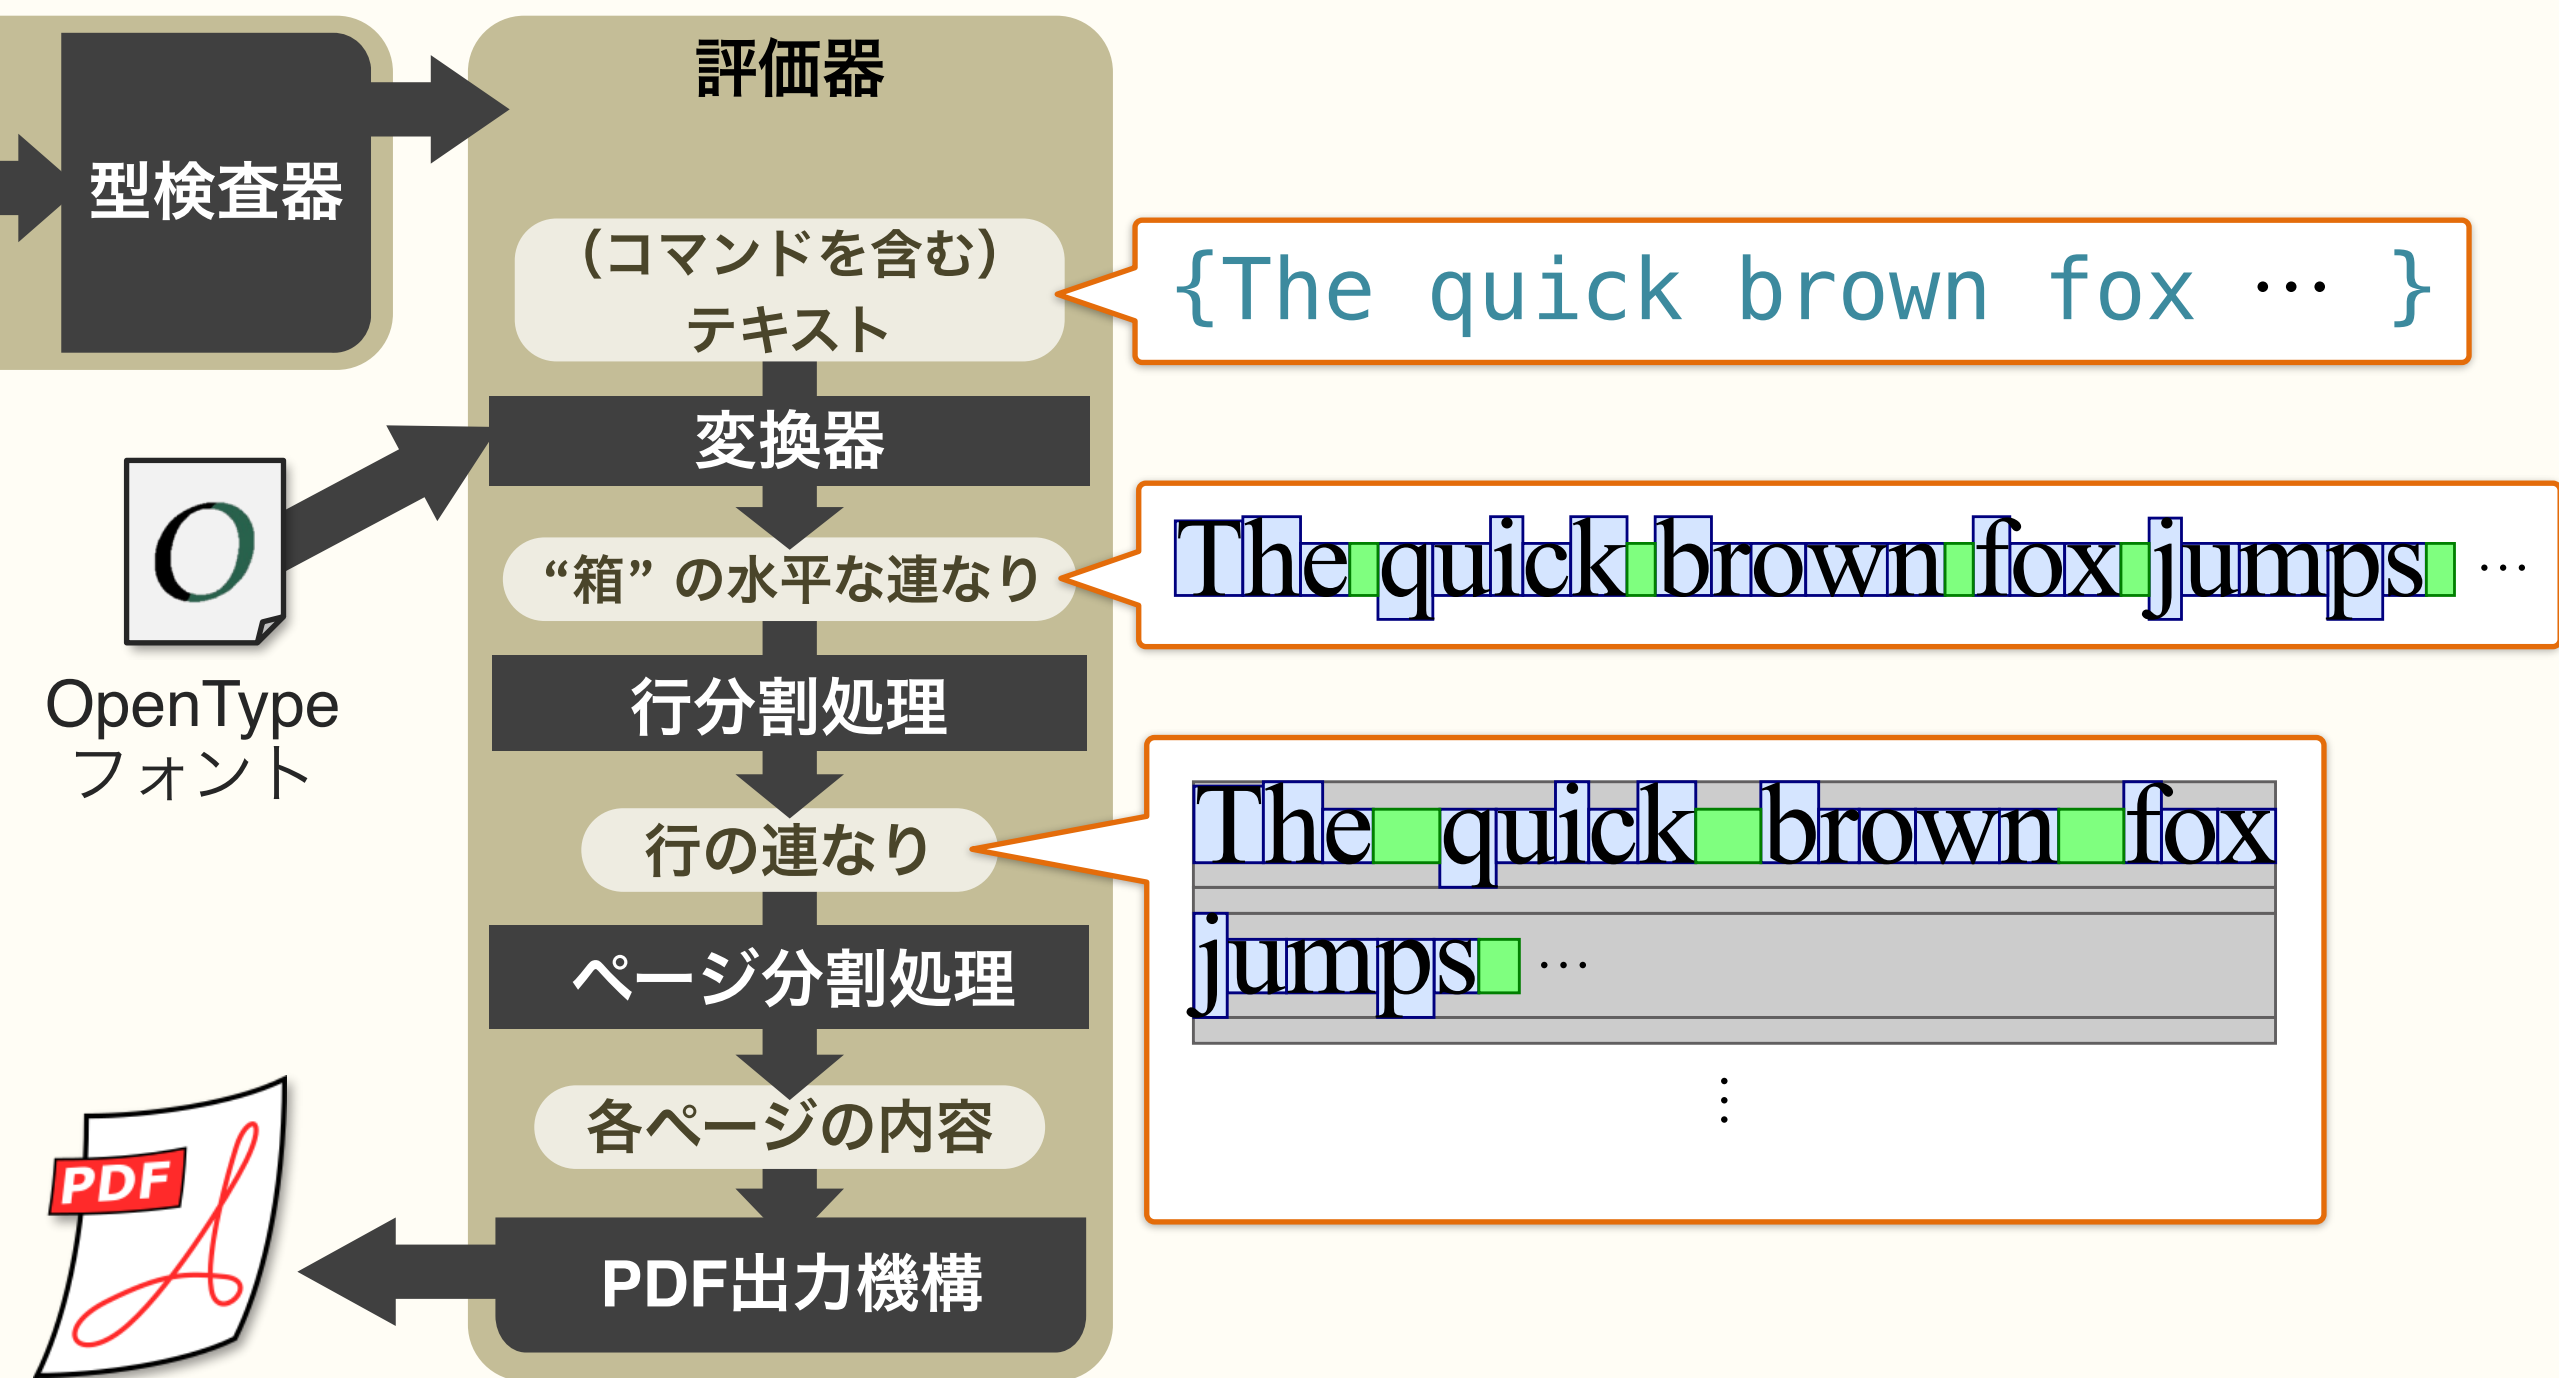 型検査器
評価器
（コマンドを含む）
テキスト
{The quick brown fox ⋯ }
変換器
“箱” の水平な連なり
The quick brown fox jumps ⋯
OpenType
フォント
行分割処理
行の連なり
The quick brown fox
jumps ⋯
⋮
ページ分割処理
各ページの内容
PDF
PDF出力機構